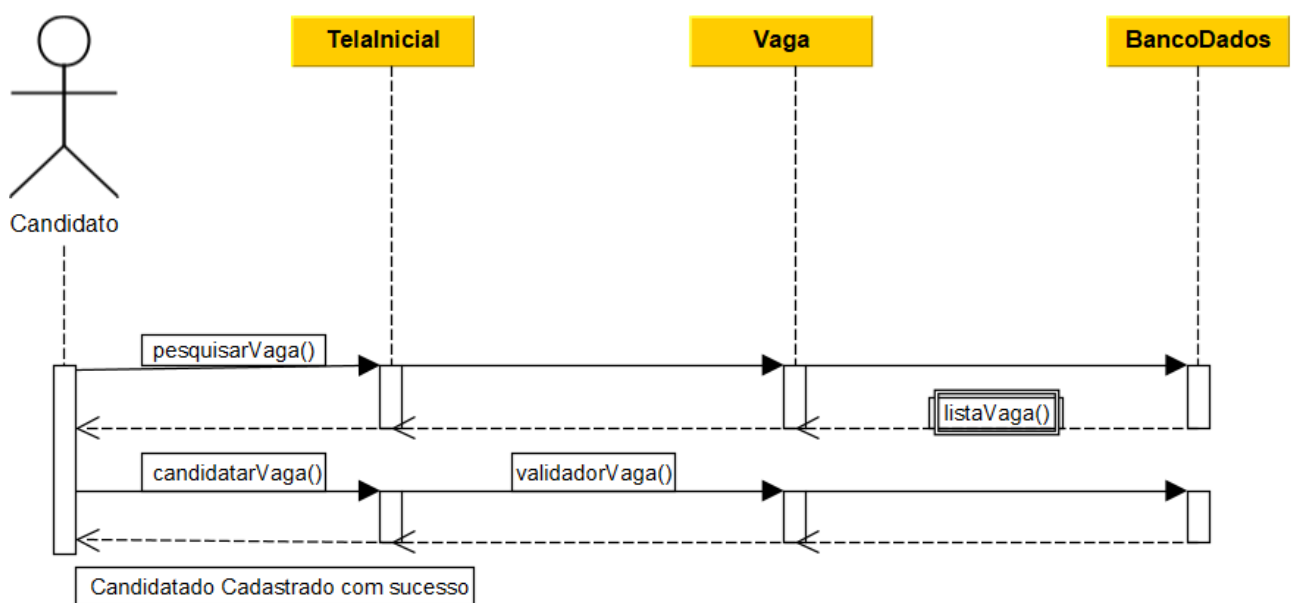 TelaInicial
Vaga
BancoDados
Candidato
pesquisarVaga()
listaVaga()
candidatarVaga()
validadorVaga()
Candidatado Cadastrado com sucesso